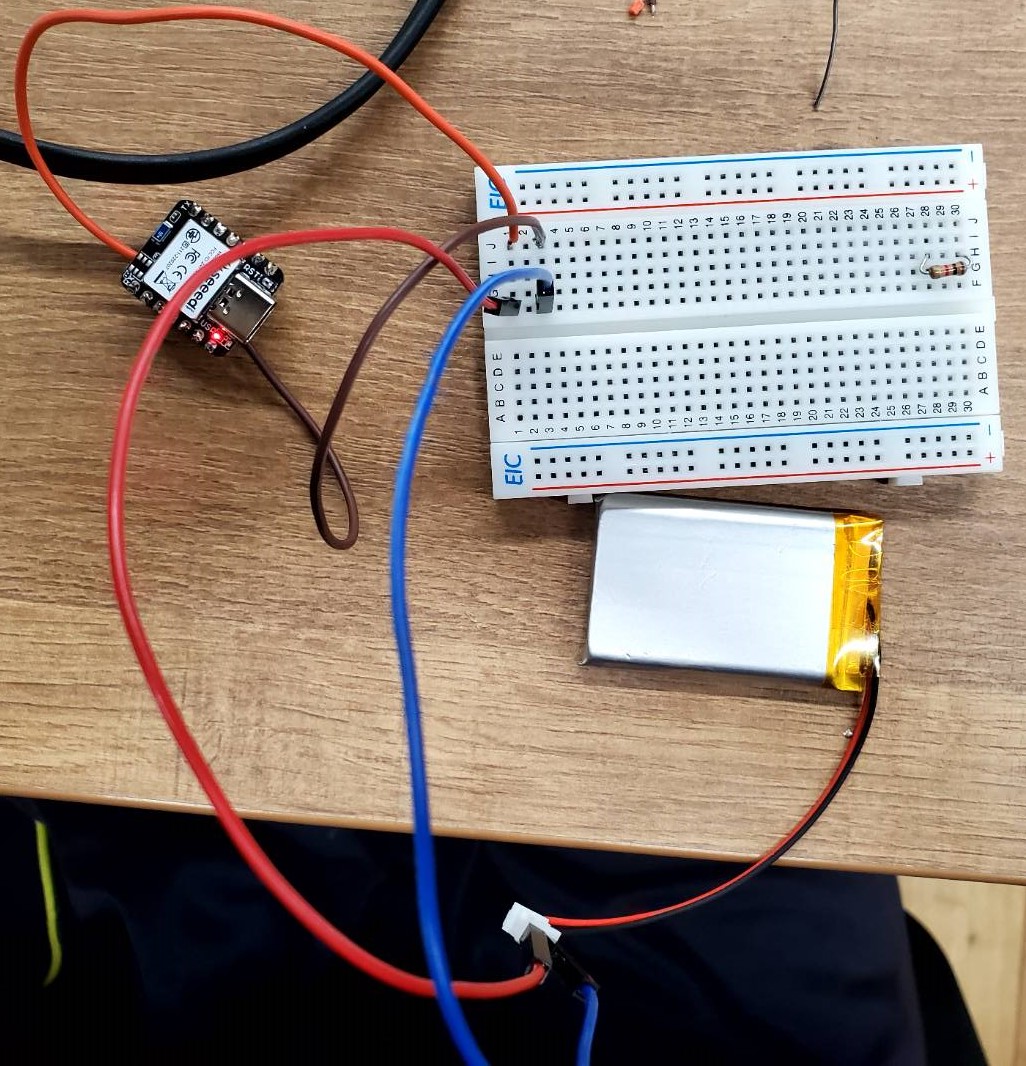 EIC
− 
+
1 2 4 5 6 7 8 9 10 11 12 13 14 15 16 17 18 19 20 21 22 23 24 25 26 27 28 29 30
J J
I I
H
G G
F
E E
D D
C C
B B
A A
1 2 3 4 5 6 7 8 9 10 11 12 13 14 15 16 17 18 19 20 21 22 23 24 25 26 27 28 29 30
EIC
−
+
seeed
CE
RST